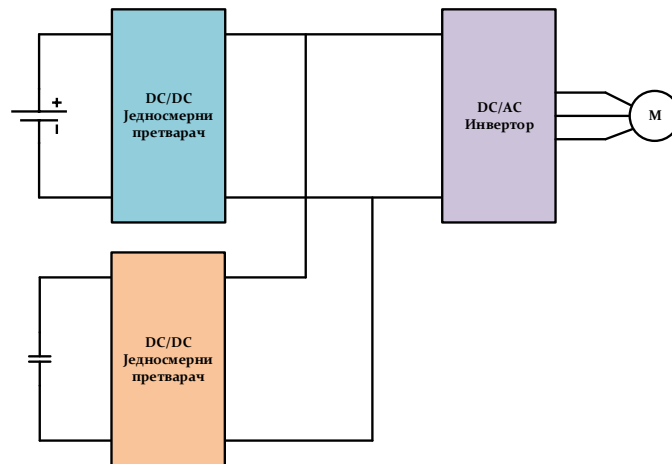 DC/DC
Једносмерни
претварач
DC/AC
Инвертор
M
+
−
DC/DC
Једносмерни
претварач